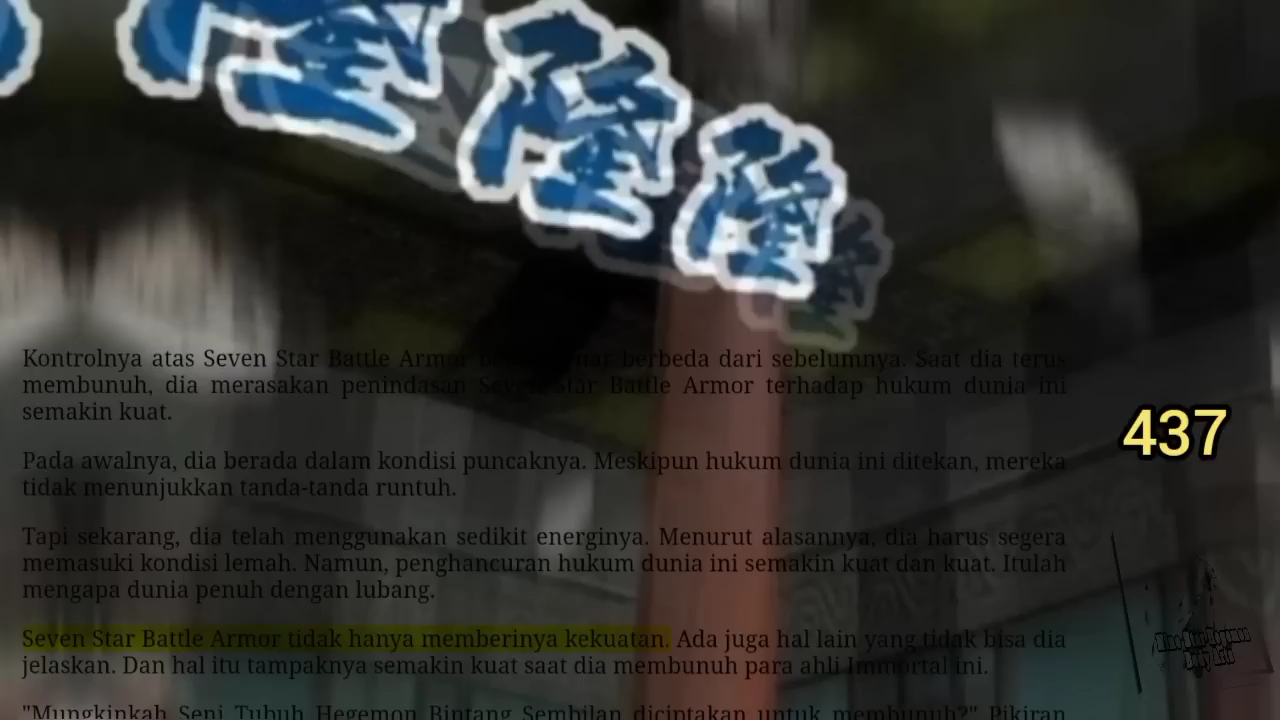 隆
隆
隆
Kontrolnya atas Seven Star Battle Armor berbeda dari sebelumnya. Saat dia terus
membunuh, dia merasakan penindasan Seven Star Battle Armor terhadap hukum dunia ini
semakin kuat.
437
Pada awalnya, dia berada dalam kondisi puncaknya. Meskipun hukum dunia ini ditekan, mereka
tidak menunjukkan tanda-tanda runtuh.
Tapi sekarang, dia telah menggunakan sedikit energinya. Menurut alasannya, dia harus segera
memasuki kondisi lemah. Namun, penghancuran hukum dunia ini semakin kuat dan kuat. Itulah
mengapa dunia penuh dengan lubang.
Seven Star Battle Armor tidak hanya memberinya kekuatan. Ada juga hal lain yang tidak bisa dia
jelaskan. Dan hal itu tampaknya semakin kuat saat dia membunuh para ahli Immortal ini.
"Mungkinkah Seni Tubuh Hegemon Bintang Sembilan diciptakan untuk membunuh?" Pikiran